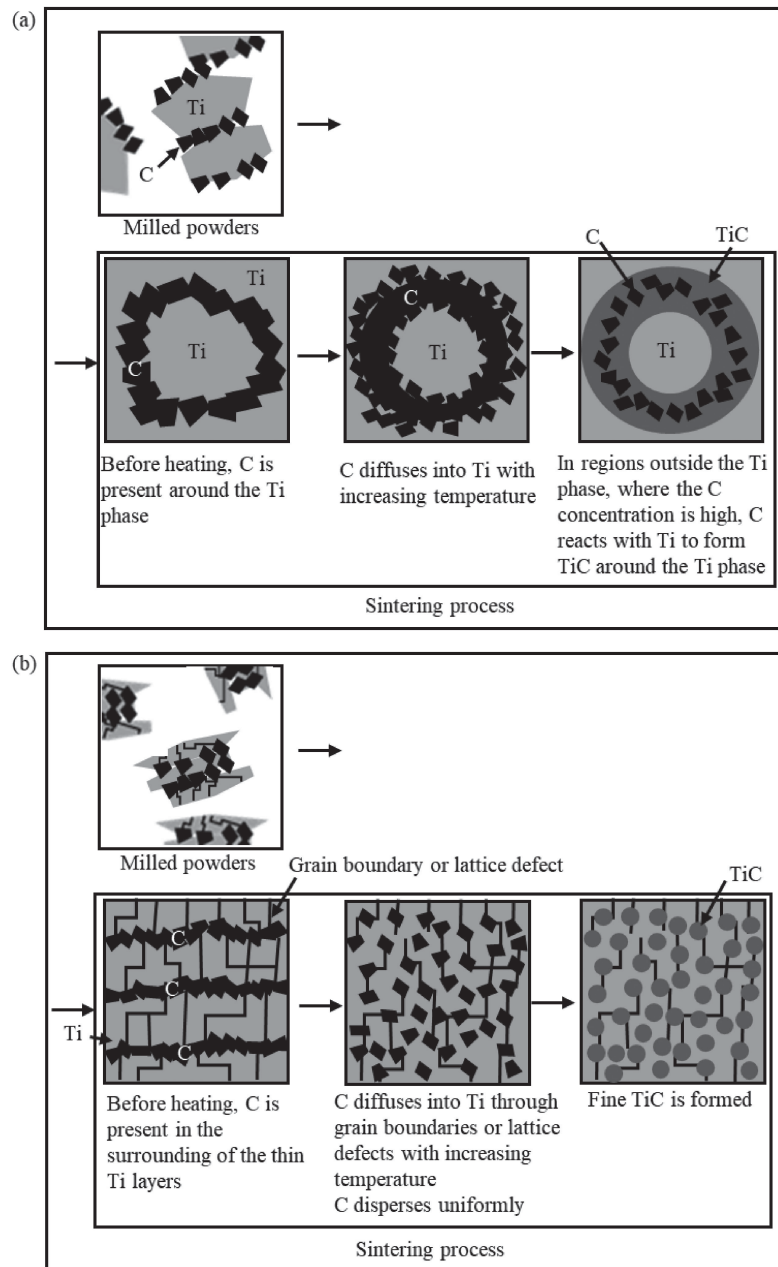 (a)
Ti
C
Milled powders
C
TiC
Ti
Ti
C
C
Ti
Ti
Before heating, C is
present around the Ti
phase
C diffuses into Ti with
increasing temperature
In regions outside the Ti
phase, where the C
concentration is high, C
reacts with Ti to form
TiC around the Ti phase
Sintering process
(b)
Milled powders
Grain boundary or lattice defect
TiC
C
C
Ti
C
Before heating, C is
present in the
surrounding of the thin
Ti layers
C diffuses into Ti through
grain boundaries or lattice
defects with increasing
temperature
C disperses uniformly
Fine TiC is formed
Sintering process